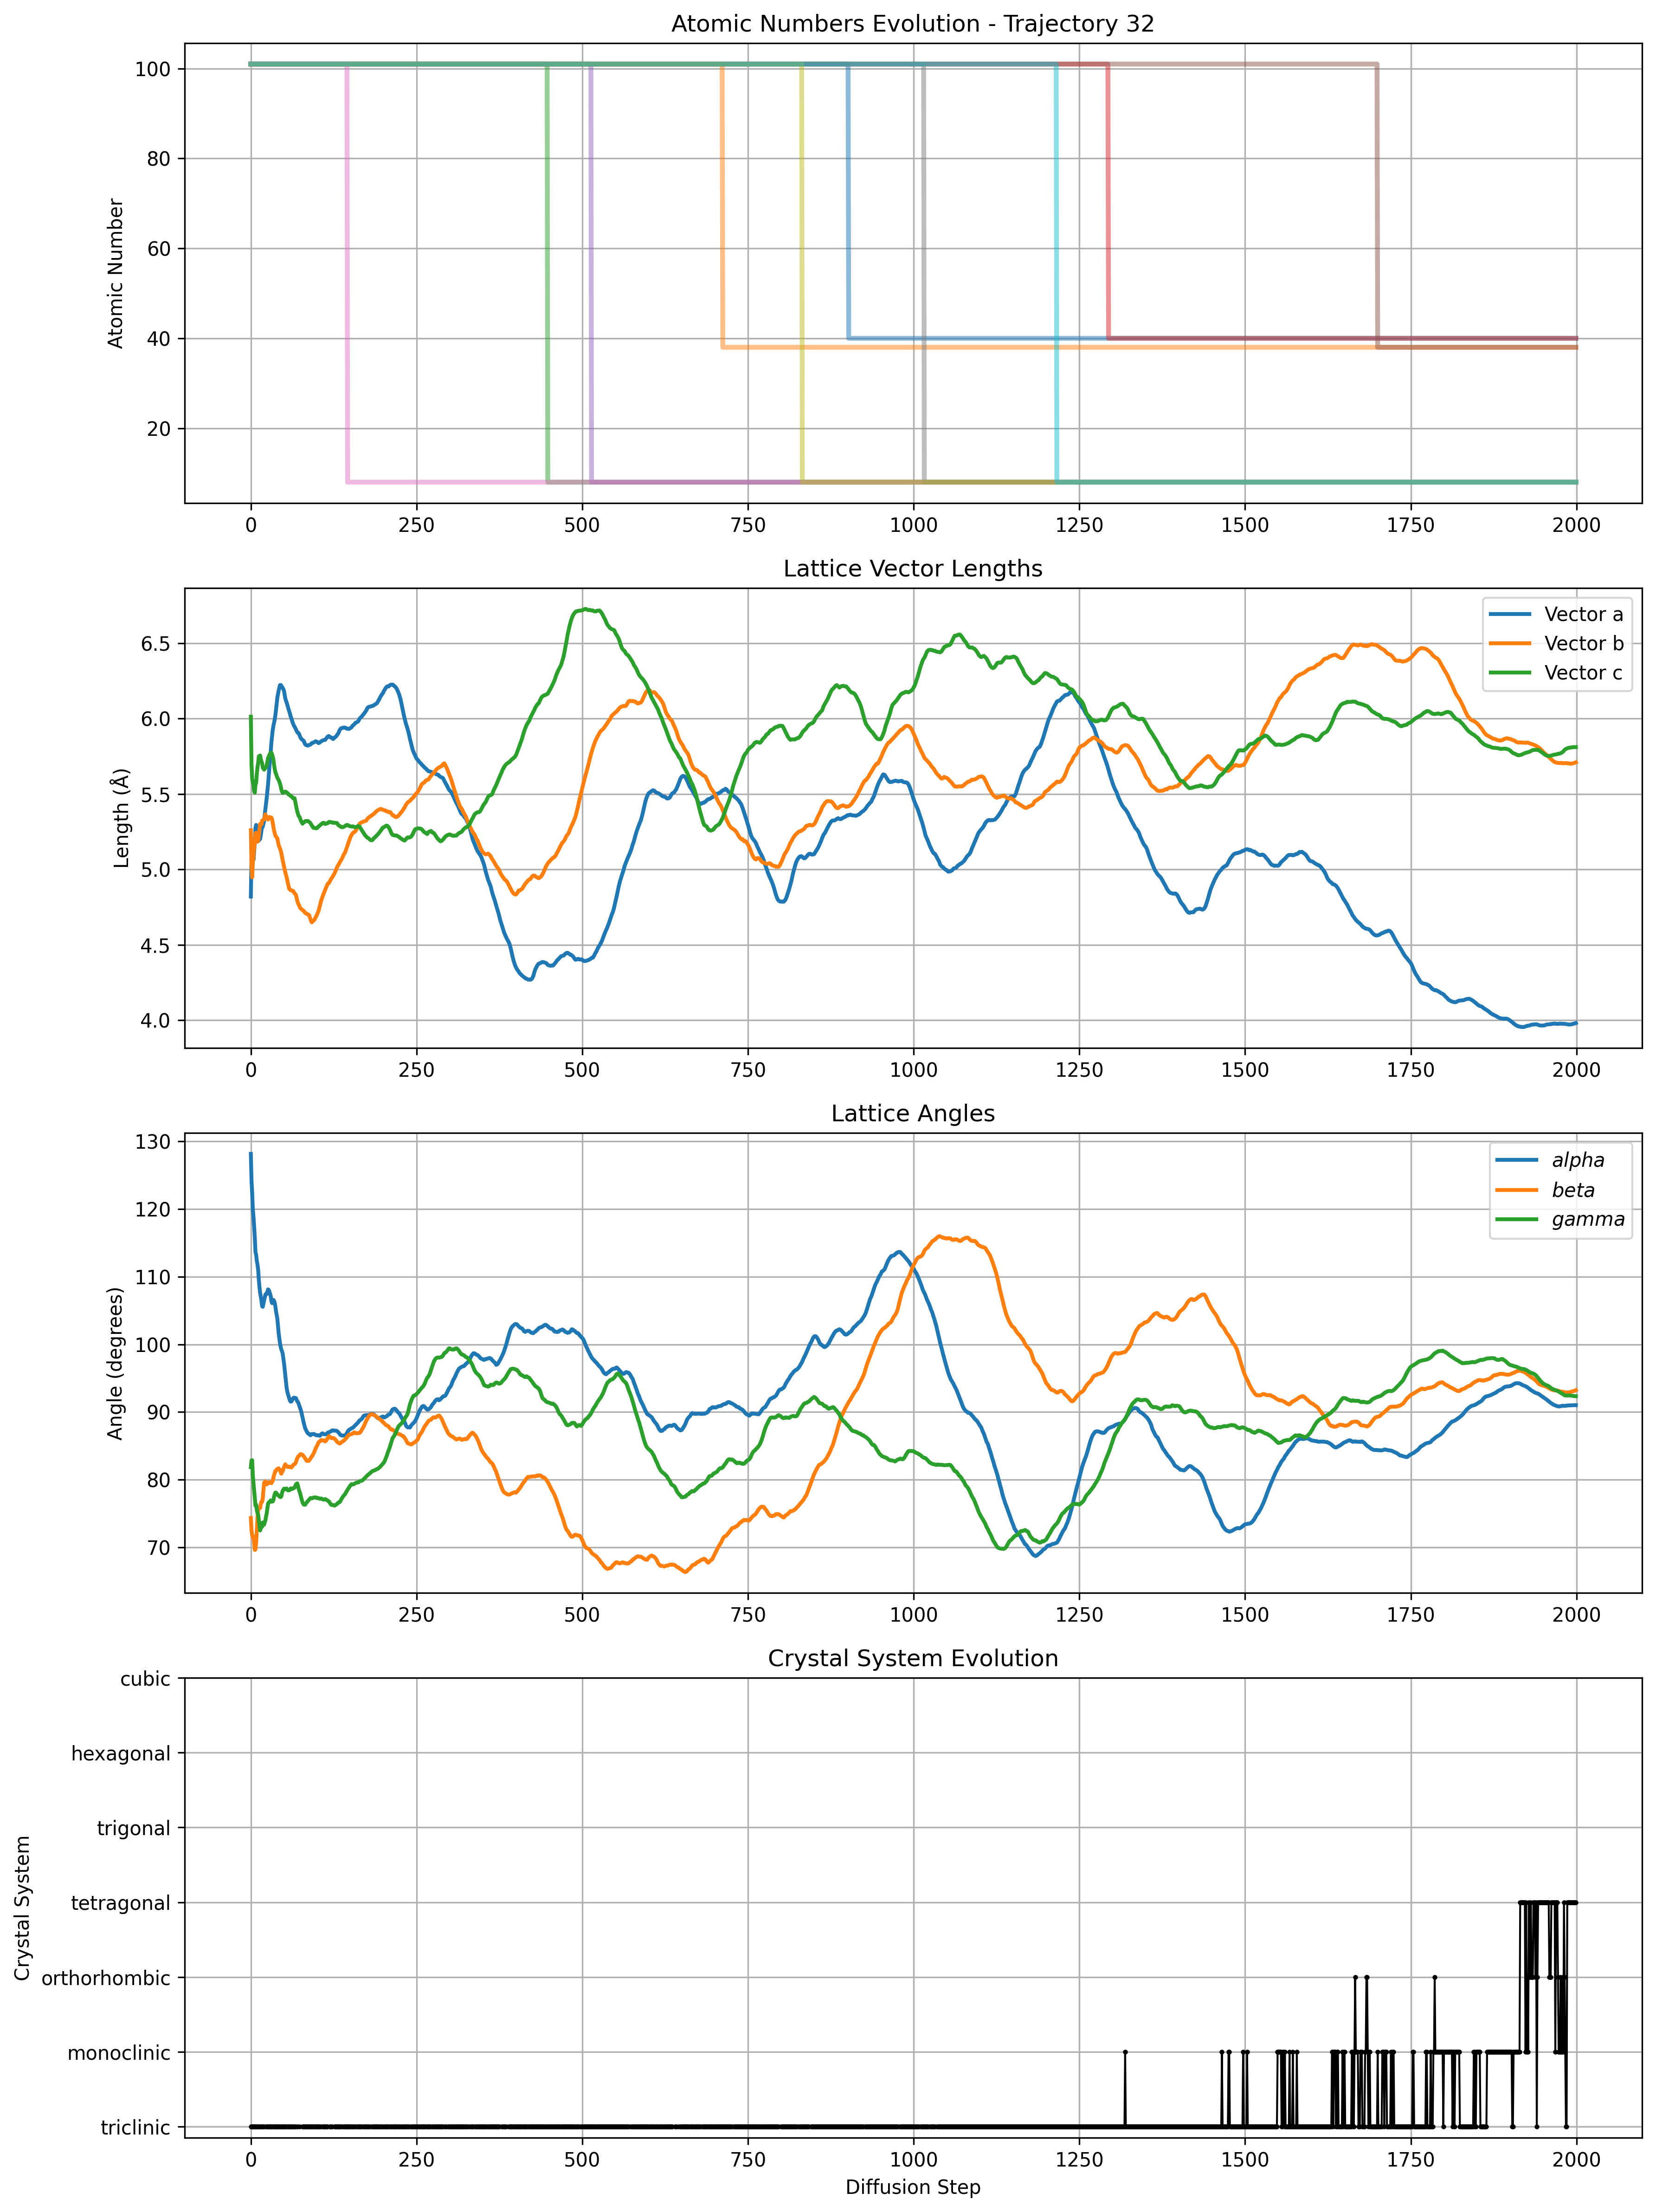 Atomic Numbers Evolution - Trajectory 32
Atomic Number
100
80
60
40
20
0 250 500 750 1000 1250 1500 1750 2000
Lattice Vector Lengths
Length (Å)
6.5
6.0
5.5
5.0
4.5
4.0
Vector a
Vector b
Vector c
0 250 500 750 1000 1250 1500 1750 2000
Lattice Angles
Angle (degrees)
130
120
110
100
90
80
70
alpha
beta
gamma
0 250 500 750 1000 1250 1500 1750 2000
Crystal System Evolution
Crystal System
cubic
hexagonal
trigonal
tetragonal
orthorhombic
monoclinic
triclinic
0 250 500 750 1000 1250 1500 1750 2000
Diffusion Step